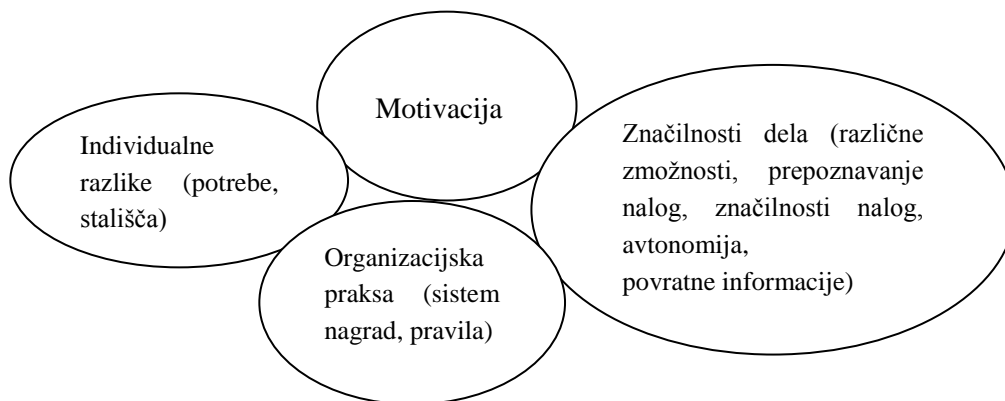 Motivacija
Individualne
razlike (potrebe,
stališča)
Organizacijska
praksa (sistem
nagrad, pravila)
Značilnosti dela (različne
zmožnosti, prepoznavanje
nalog, značilnosti nalog,
avtonomija,
povratne informacije)